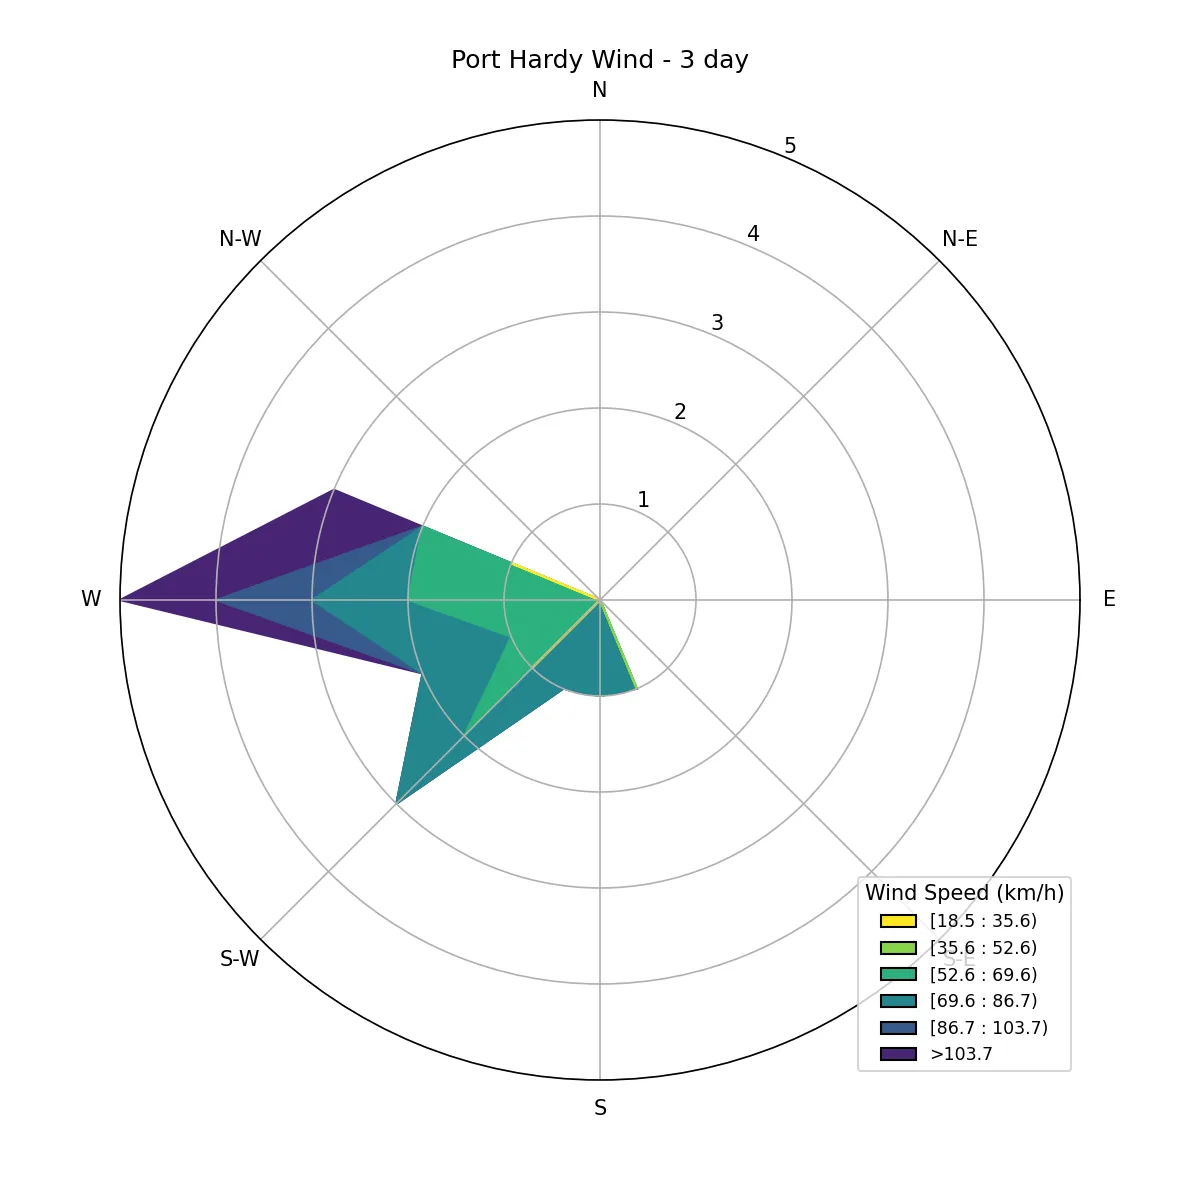 Port Hardy Wind - 3 day
N
5
N-W
N-E
4
3
2
1
W
E
S-W
S-E
S
Wind Speed (km/h)
[18.5 : 35.6)
[35.6 : 52.6)
[52.6 : 69.6)
[69.6 : 86.7)
[86.7 : 103.7)
>103.7